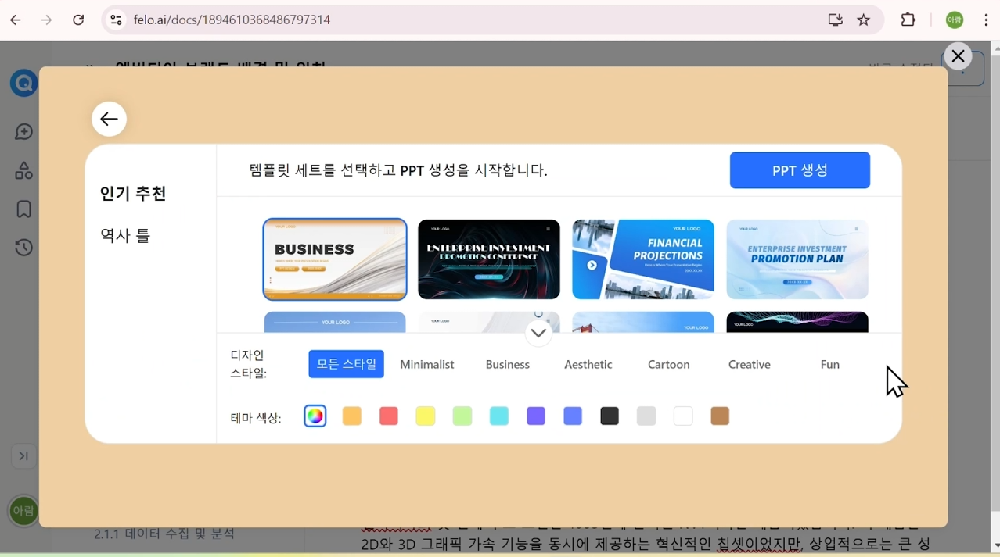 felo.ai/docs/1894610368486797314
아람
템플릿 세트를 선택하고 PPT 생성을 시작합니다.
PPT 생성
인기 추천
역사 틀
YOUR LOGO
BUSINESS
YOUR LOGO
ENTERPRISE INVESTMENT
PROMOTION CONFERENCE
YOUR LOGO
FINANCIAL
PROJECTIONS
YOUR LOGO
ENTERPRISE INVESTMENT
PROMOTION PLAN
YOUR LOGO
YOUR LOGO
YOUR LOGO
YOUR LOGO
디자인
스타일:
모든 스타일
Minimalist
Business
Aesthetic
Cartoon
Creative
Fun
테마 색상:
아람
2.1.1 데이터 수집 및 분석
2D와 3D 그래픽 가속 기능을 동시에 제공하는 혁신적인 칩셋이었지만, 상업적으로는 큰 성